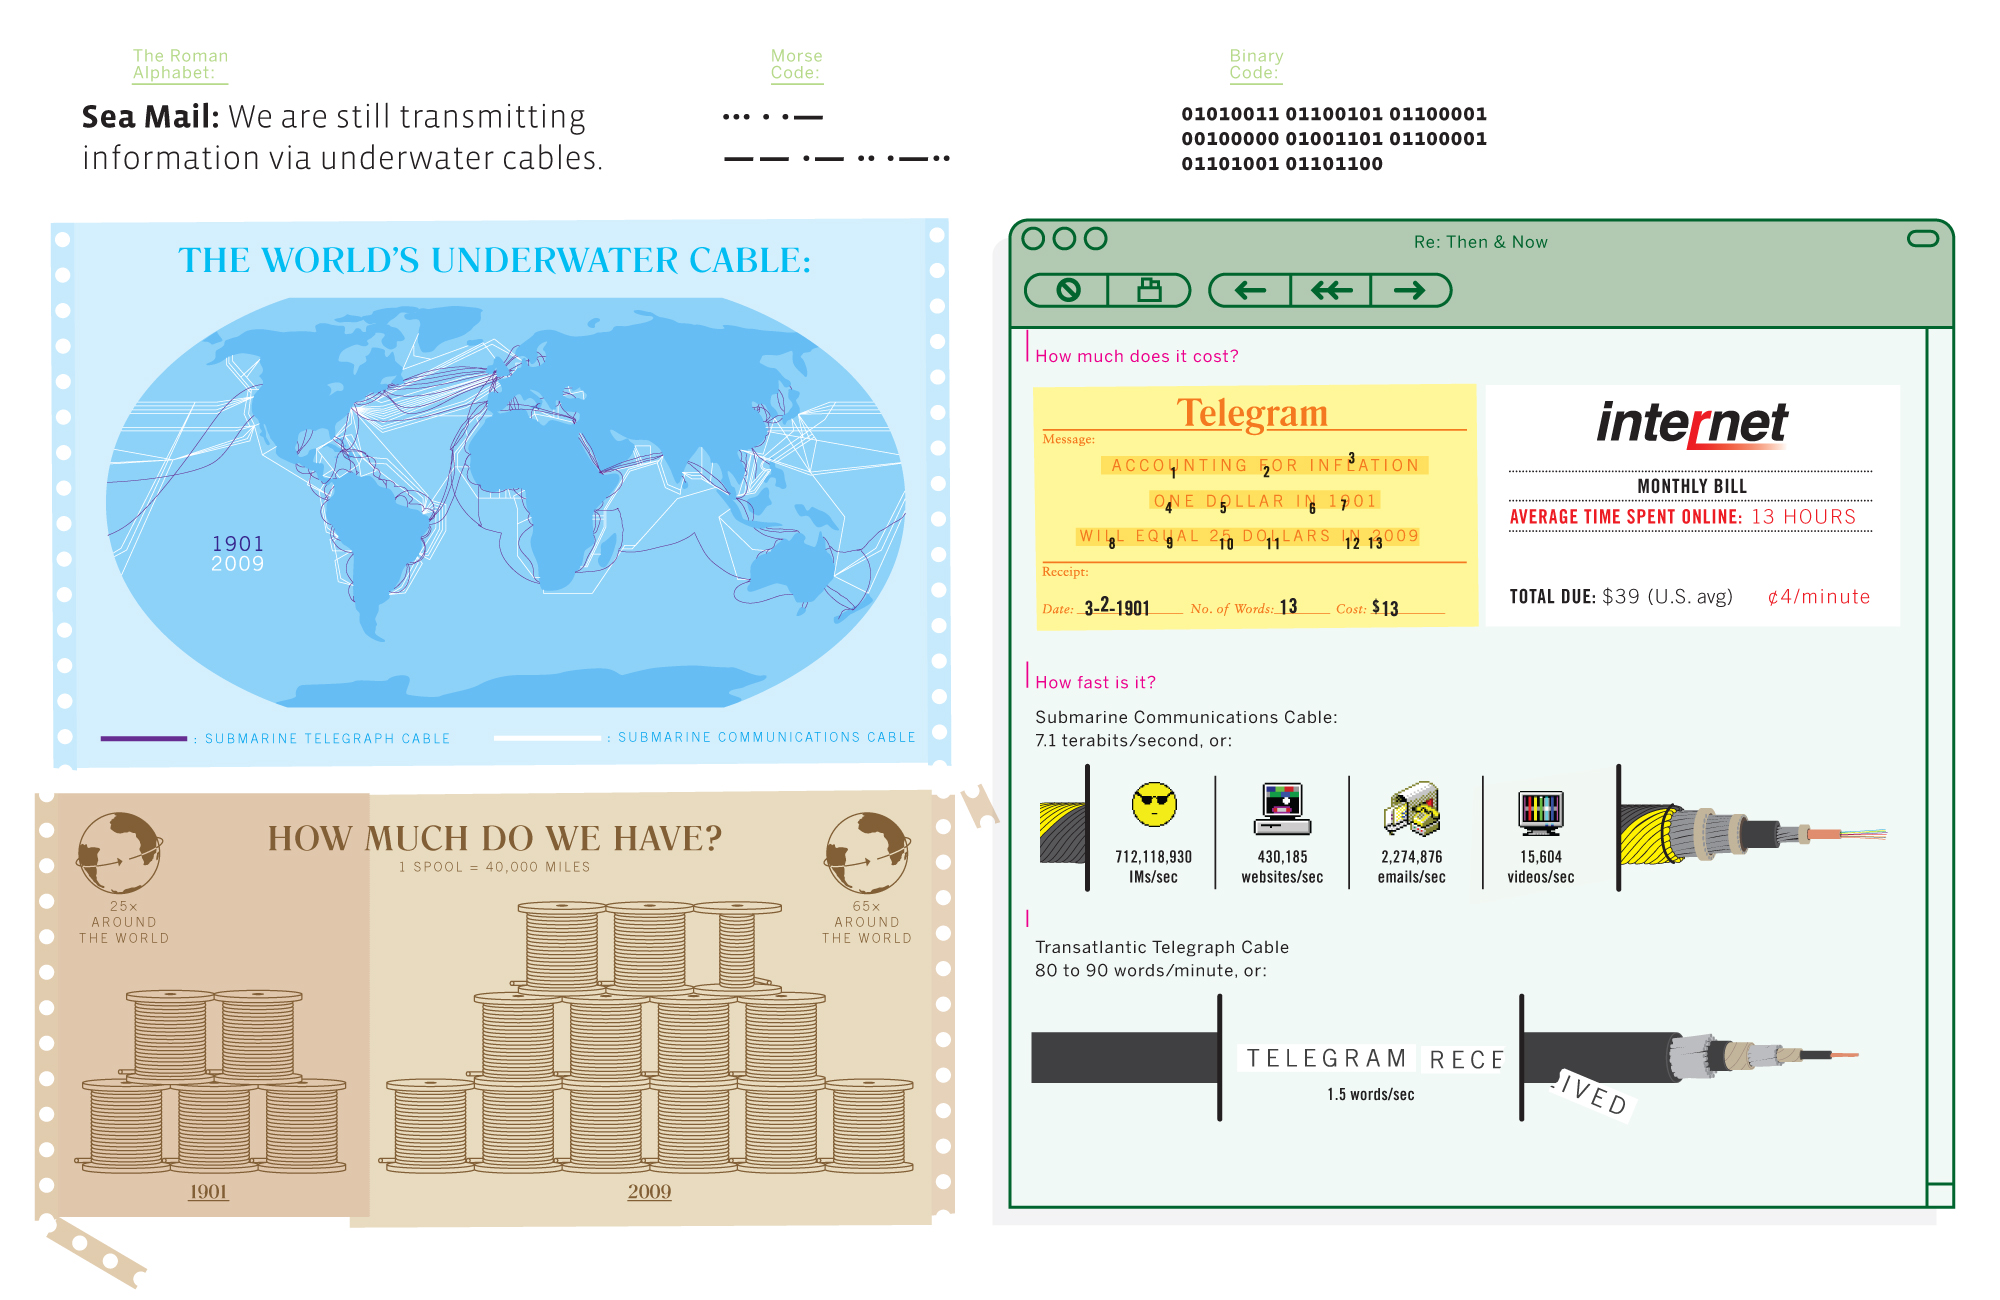 The Roman
Alphabet:
Sea Mail: We are still transmitting
information via underwater cables.
Morse
Code:
••• • •—
—— •— •• •—••
Binary
Code:
01010011 01100101 01100001
00100000 01001101 01100001
01101001 01101100
THE WORLD'S UNDERWATER CABLE:
1901
2009
: SUBMARINE TELEGRAPH CABLE
: SUBMARINE COMMUNICATIONS CABLE
HOW MUCH DO WE HAVE?
1 SPOOL = 40,000 MILES
25×
AROUND
THE WORLD
65×
AROUND
THE WORLD
1901
2009
Re: Then & Now
How much does it cost?
Telegram
Message:
ACCOUNTING FOR INFLATION
1 2 3
ONE DOLLAR IN 1901
4 5 6 7
WILL EQUAL 25 DOLLARS IN 2009
8 9 10 11 12 13
Receipt:
Date: 3-2-1901 No. of Words: 13 Cost: $13
internet
MONTHLY BILL
AVERAGE TIME SPENT ONLINE: 13 HOURS
TOTAL DUE: $39 (U.S. avg) ¢4/minute
How fast is it?
Submarine Communications Cable:
7.1 terabits/second, or:
712,118,930
IMs/sec
430,185
websites/sec
2,274,876
emails/sec
15,604
videos/sec
Transatlantic Telegraph Cable
80 to 90 words/minute, or:
TELEGRAM RECE
IVED
1.5 words/sec